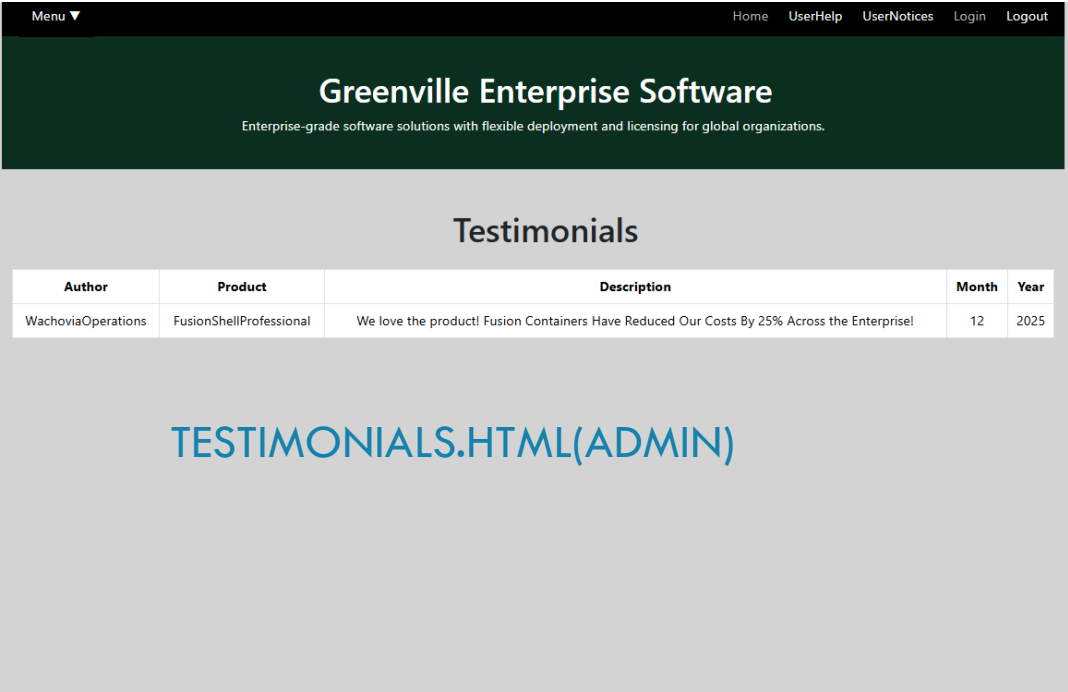 Menu ▼ Home UserHelp UserNotices Login Logout
Greenville Enterprise Software
Enterprise-grade software solutions with flexible deployment and licensing for global organizations.
Testimonials
Author Product Description Month Year
WachoviaOperations FusionShellProfessional We love the product! Fusion Containers Have Reduced Our Costs By 25% Across the Enterprise! 12 2025
TESTIMONIALS.HTML(ADMIN)